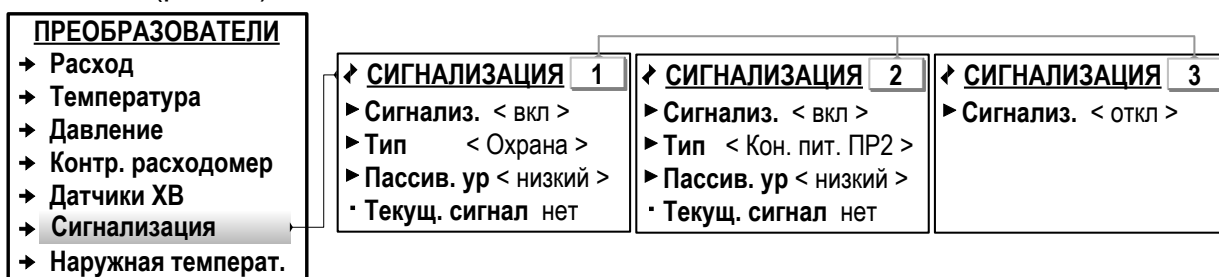 ПРЕОБРАЗОВАТЕЛИ
Расход
Температура
Давление
Контр. расходомер
Датчики ХВ
Сигнализация
Наружная температ.
СИГНАЛИЗАЦИЯ 1
Сигнализ. < вкл >
Тип < Охрана >
Пассив. ур < низкий >
Текущ. сигнал нет
СИГНАЛИЗАЦИЯ 2
Сигнализ. < вкл >
Тип < Кон. пит. ПР2 >
Пассив. ур < низкий >
Текущ. сигнал нет
СИГНАЛИЗАЦИЯ 3
Сигнализ. < откл >